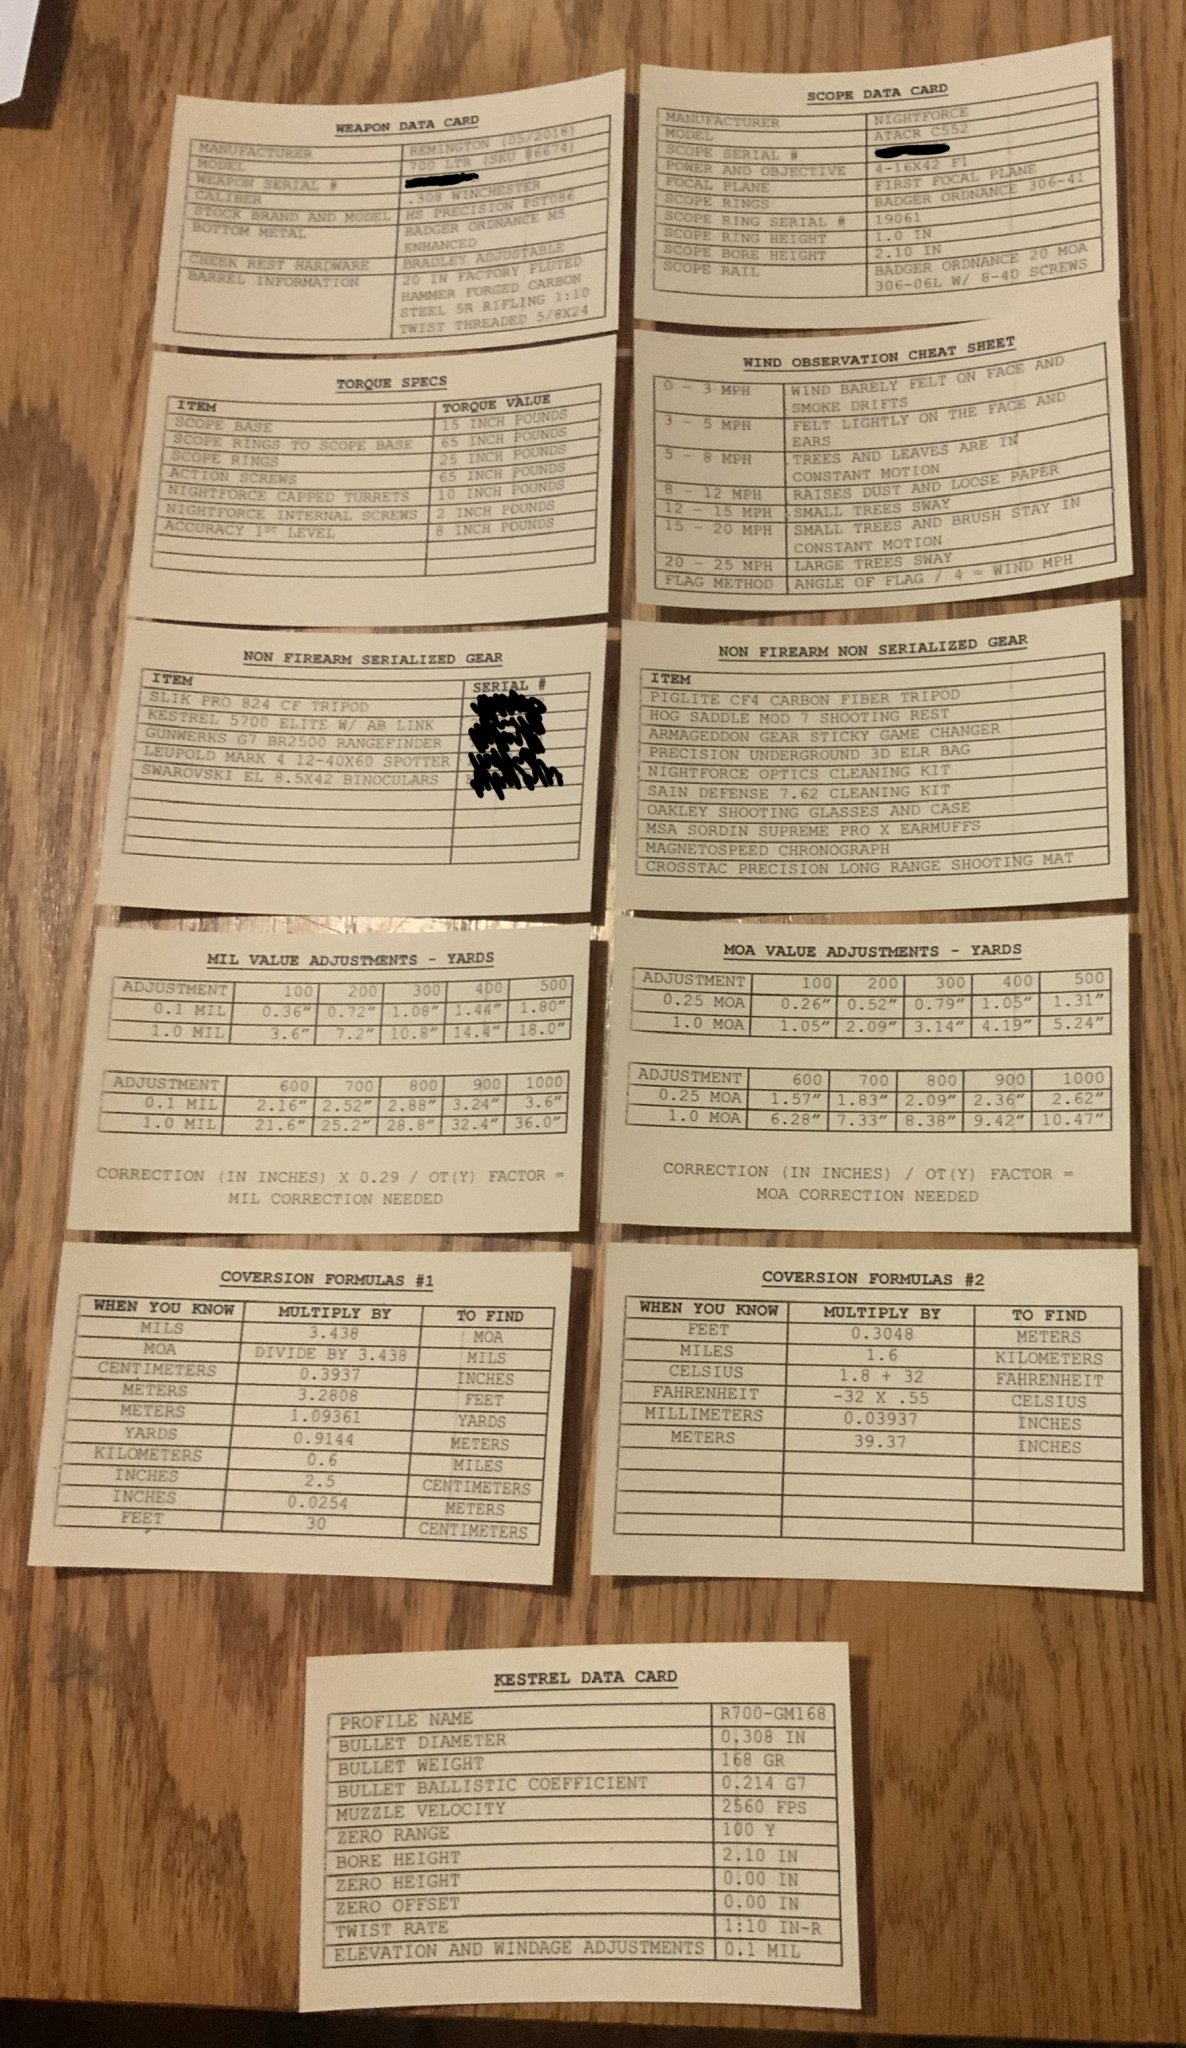 WEAPON DATA CARD
MANUFACTURER REMINGTON (05/2018)
MODEL 700 LTR (SKU #6674)
WEAPON SERIAL #
CALIBER .308 WINCHESTER
STOCK BRAND AND MODEL HS PRECISION PST086
BOTTOM METAL BADGER ORDNANCE M5
ENHANCED
CHEEK REST HARDWARE BRADLEY ADJUSTABLE
BARREL INFORMATION 20 IN FACTORY FLUTED
HAMMER FORGED CARBON
STEEL 5R RIFLING 1:10
TWIST THREADED 5/8X24
SCOPE DATA CARD
MANUFACTURER NIGHTFORCE
MODEL ATACR C552
SCOPE SERIAL #
POWER AND OBJECTIVE 4-16X42 F1
FOCAL PLANE FIRST FOCAL PLANE
SCOPE RINGS BADGER ORDNANCE 306-41
SCOPE RING SERIAL # 19061
SCOPE RING HEIGHT 1.0 IN
SCOPE BORE HEIGHT 2.10 IN
SCOPE RAIL BADGER ORDNANCE 20 MOA
306-06L W/ 8-40 SCREWS
TORQUE SPECS
ITEM TORQUE VALUE
SCOPE BASE 15 INCH POUNDS
SCOPE RINGS TO SCOPE BASE 65 INCH POUNDS
SCOPE RINGS 25 INCH POUNDS
ACTION SCREWS 65 INCH POUNDS
NIGHTFORCE CAPPED TURRETS 10 INCH POUNDS
NIGHTFORCE INTERNAL SCREWS 2 INCH POUNDS
ACCURACY 1ST LEVEL 8 INCH POUNDS
WIND OBSERVATION CHEAT SHEET
0 - 3 MPH WIND BARELY FELT ON FACE AND
SMOKE DRIFTS
3 - 5 MPH FELT LIGHTLY ON THE FACE AND
EARS
5 - 8 MPH TREES AND LEAVES ARE IN
CONSTANT MOTION
8 - 12 MPH RAISES DUST AND LOOSE PAPER
12 - 15 MPH SMALL TREES SWAY
15 - 20 MPH SMALL TREES AND BRUSH STAY IN
CONSTANT MOTION
20 - 25 MPH LARGE TREES SWAY
FLAG METHOD ANGLE OF FLAG / 4 = WIND MPH
NON FIREARM SERIALIZED GEAR
ITEM SERIAL #
SLIK PRO 824 CF TRIPOD
KESTREL 5700 ELITE W/ AB LINK
GUNWERKS G7 BR2500 RANGEFINDER
LEUPOLD MARK 4 12-40X60 SPOTTER
SWAROVSKI EL 8.5X42 BINOCULARS
NON FIREARM NON SERIALIZED GEAR
ITEM
PIGLITE CF4 CARBON FIBER TRIPOD
HOG SADDLE MOD 7 SHOOTING REST
ARMAGEDDON GEAR STICKY GAME CHANGER
PRECISION UNDERGROUND 3D ELR BAG
NIGHTFORCE OPTICS CLEANING KIT
SAIN DEFENSE 7.62 CLEANING KIT
OAKLEY SHOOTING GLASSES AND CASE
MSA SORDIN SUPREME PRO X EARMUFFS
MAGNETOSPEED CHRONOGRAPH
CROSSTAC PRECISION LONG RANGE SHOOTING MAT
MIL VALUE ADJUSTMENTS - YARDS
ADJUSTMENT 100 200 300 400 500
0.1 MIL 0.36" 0.72" 1.08" 1.44" 1.80"
1.0 MIL 3.6" 7.2" 10.8" 14.4" 18.0"
ADJUSTMENT 600 700 800 900 1000
0.1 MIL 2.16" 2.52" 2.88" 3.24" 3.6"
1.0 MIL 21.6" 25.2" 28.8" 32.4" 36.0"
CORRECTION (IN INCHES) X 0.29 / OT(Y) FACTOR =
MIL CORRECTION NEEDED
MOA VALUE ADJUSTMENTS - YARDS
ADJUSTMENT 100 200 300 400 500
0.25 MOA 0.26" 0.52" 0.79" 1.05" 1.31"
1.0 MOA 1.05" 2.09" 3.14" 4.19" 5.24"
ADJUSTMENT 600 700 800 900 1000
0.25 MOA 1.57" 1.83" 2.09" 2.36" 2.62"
1.0 MOA 6.28" 7.33" 8.38" 9.42" 10.47"
CORRECTION (IN INCHES) / OT(Y) FACTOR =
MOA CORRECTION NEEDED
COVERSION FORMULAS #1
WHEN YOU KNOW MULTIPLY BY TO FIND
MILS 3.438 MOA
MOA DIVIDE BY 3.438 MILS
CENTIMETERS 0.3937 INCHES
METERS 3.2808 FEET
METERS 1.09361 YARDS
YARDS 0.9144 METERS
KILOMETERS 0.6 MILES
INCHES 2.5 CENTIMETERS
INCHES 0.0254 METERS
FEET 30 CENTIMETERS
COVERSION FORMULAS #2
WHEN YOU KNOW MULTIPLY BY TO FIND
FEET 0.3048 METERS
MILES 1.6 KILOMETERS
CELSIUS 1.8 + 32 FAHRENHEIT
FAHRENHEIT -32 X .55 CELSIUS
MILLIMETERS 0.03937 INCHES
METERS 39.37 INCHES
KESTREL DATA CARD
PROFILE NAME R700-GM168
BULLET DIAMETER 0.308 IN
BULLET WEIGHT 168 GR
BULLET BALLISTIC COEFFICIENT 0.214 G7
MUZZLE VELOCITY 2560 FPS
ZERO RANGE 100 Y
BORE HEIGHT 2.10 IN
ZERO HEIGHT 0.00 IN
ZERO OFFSET 0.00 IN
TWIST RATE 1:10 IN-R
ELEVATION AND WINDAGE ADJUSTMENTS 0.1 MIL